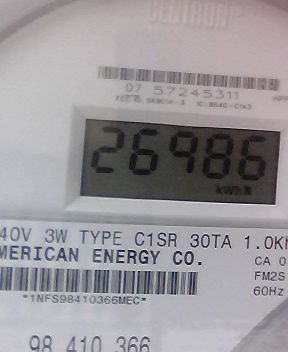 CENTRON
07 57245311
26986
kWh
40V 3W TYPE C1SR 30TA 1.0K
MERICAN ENERGY CO.
CA 0
FM2S
60Hz
*1NFS98410366MEC*
98 410 366